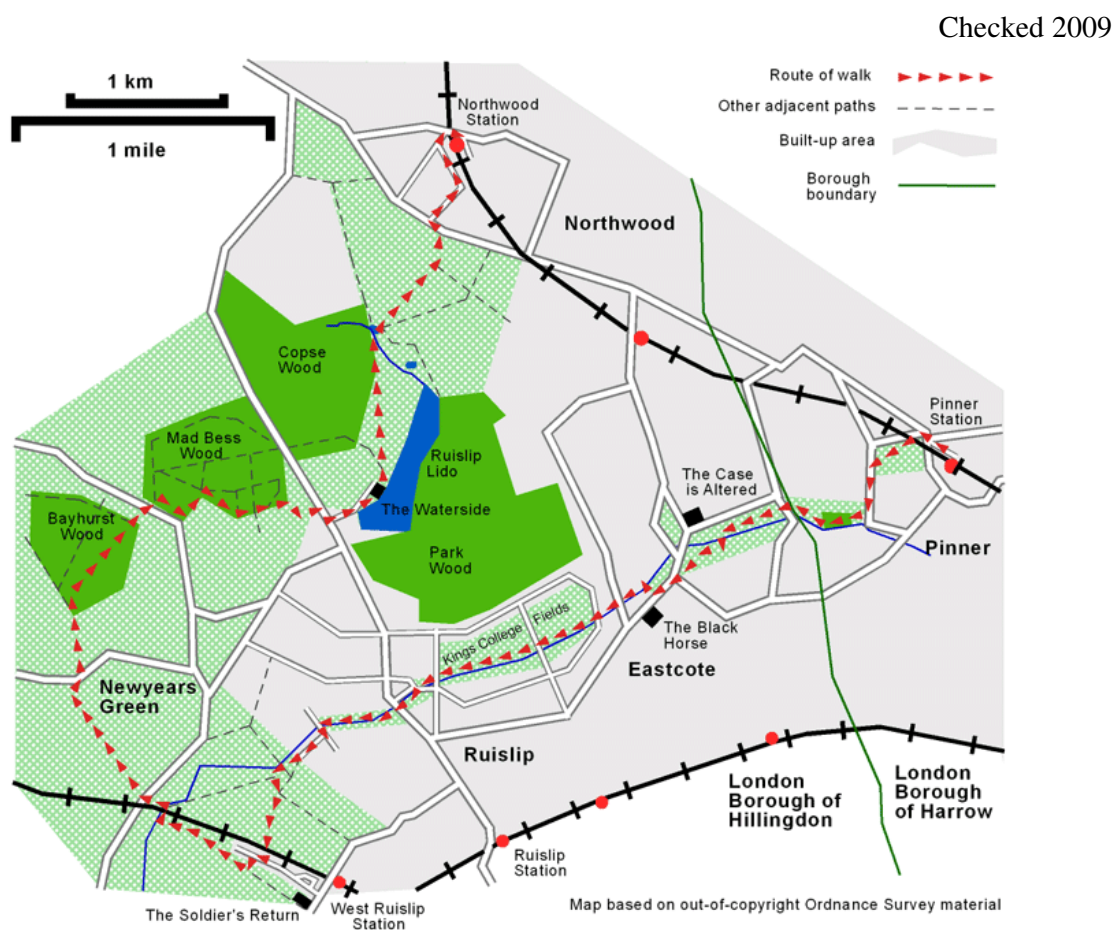 Checked 2009
1 km
1 mile
Route of walk
Other adjacent paths
Built-up area
Borough
boundary
Northwood
Station
Northwood
Copse
Wood
Mad Bess
Wood
Ruislip
Lido
Pinner
Station
The Case
is Altered
The Waterside
Bayhurst
Wood
Park
Wood
Pinner
Kings College Fields
The Black
Horse
Eastcote
Newyears
Green
Ruislip
London
Borough of
Hillingdon
London
Borough
of Harrow
Ruislip
Station
The Soldier's Return
West Ruislip
Station
Map based on out-of-copyright Ordnance Survey material